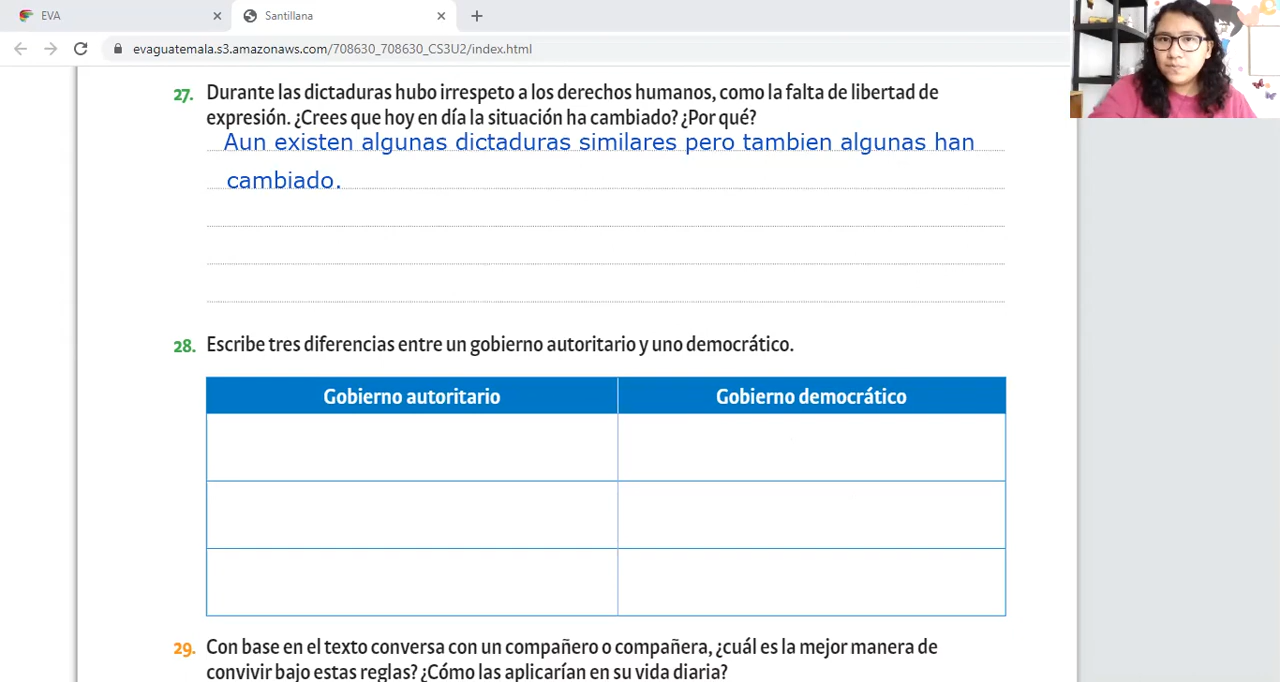 EVA
Santillana
evaguatemala.s3.amazonaws.com/708630_708630_CS3U2/index.html
27. Durante las dictaduras hubo irrespeto a los derechos humanos, como la falta de libertad de
expresión. ¿Crees que hoy en día la situación ha cambiado? ¿Por qué?
Aun existen algunas dictaduras similares pero tambien algunas han
cambiado.
28. Escribe tres diferencias entre un gobierno autoritario y uno democrático.
Gobierno autoritario Gobierno democrático
29. Con base en el texto conversa con un compañero o compañera, ¿cuál es la mejor manera de
convivir bajo estas reglas? ¿Cómo las aplicarían en su vida diaria?